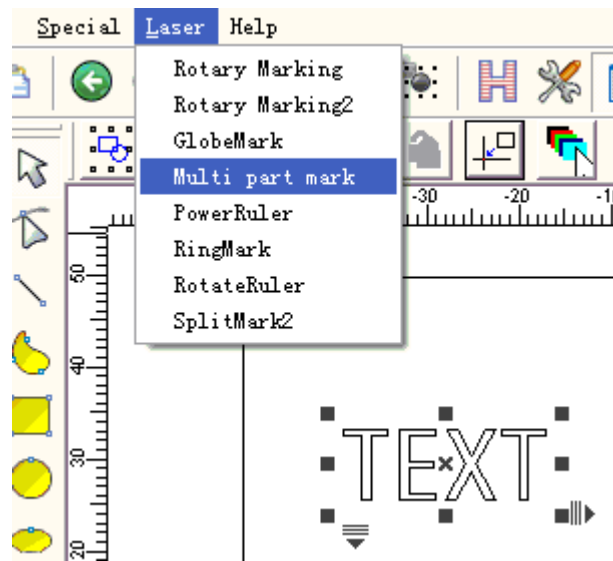 Special Laser Help
Rotary Marking
Rotary Marking2
GlobeMark
Multi part mark
PowerRuler
RingMark
RotateRuler
SplitMark2
-30 -20
50
40
30
20
TEXT